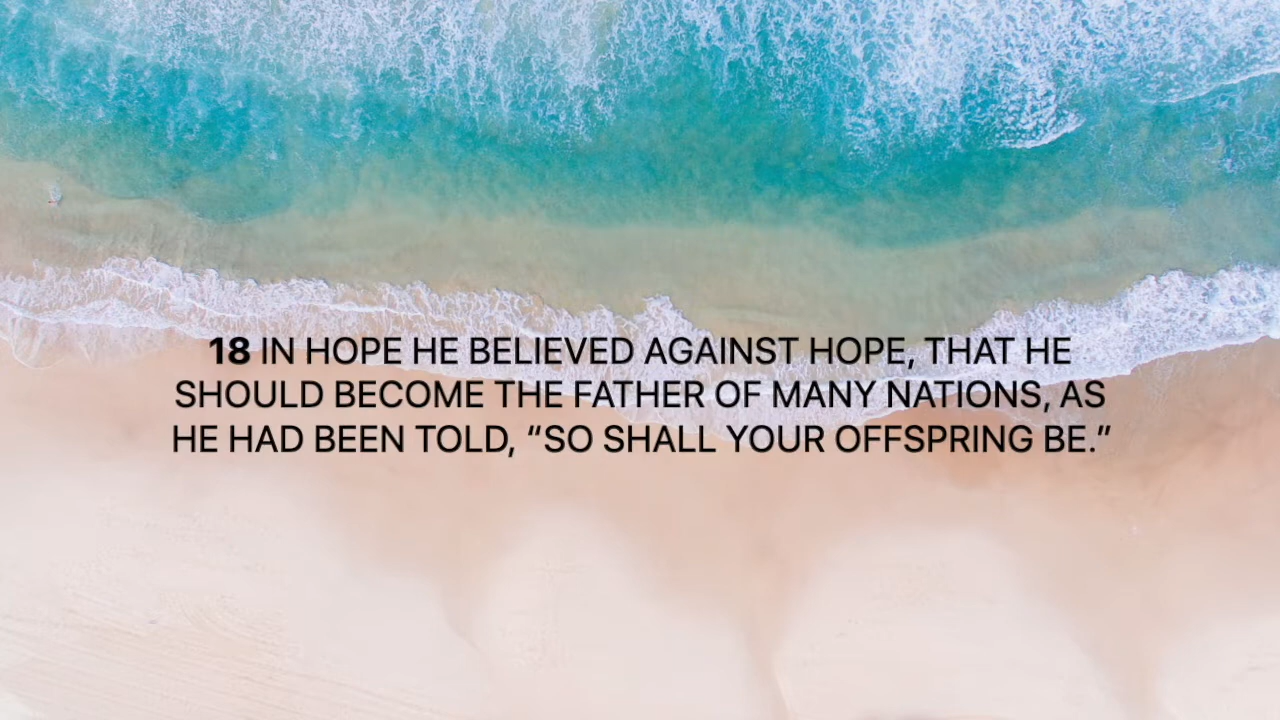 18 IN HOPE HE BELIEVED AGAINST HOPE, THAT HE
SHOULD BECOME THE FATHER OF MANY NATIONS, AS
HE HAD BEEN TOLD, “SO SHALL YOUR OFFSPRING BE.”